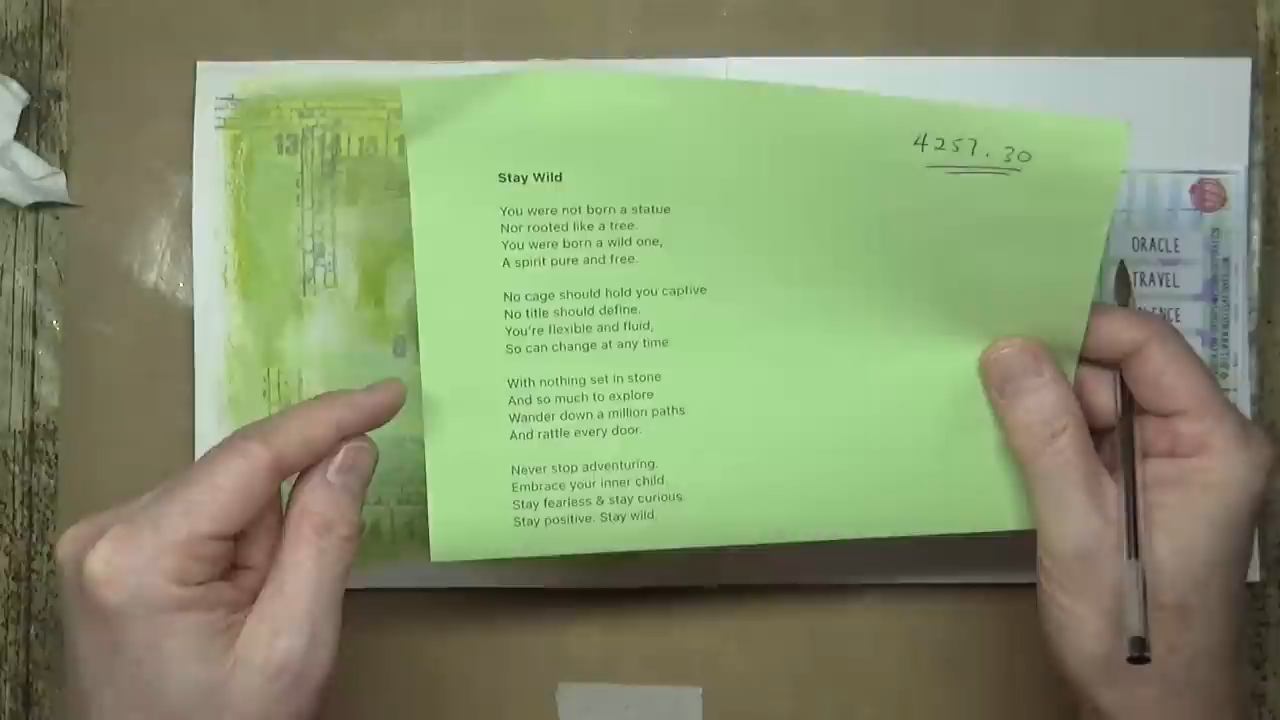 13 14 15 1
4257.30
Stay Wild
You were not born a statue
Nor rooted like a tree.
You were born a wild one,
A spirit pure and free.
No cage should hold you captive
No title should define.
You're flexible and fluid,
So can change at any time
With nothing set in stone
And so much to explore
Wander down a million paths
And rattle every door.
Never stop adventuring.
Embrace your inner child.
Stay fearless & stay curious.
Stay positive. Stay wild.
ORACLE
TRAVEL